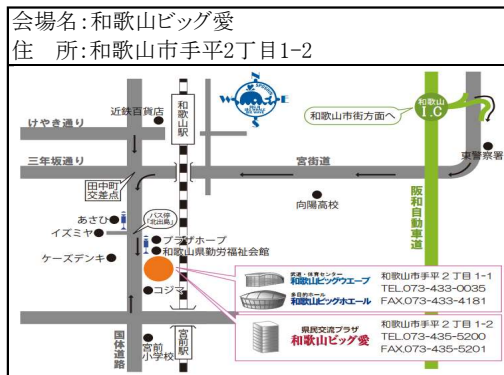 会場名：和歌山ビッグ愛
住　所：和歌山市手平2丁目1-2
N
W
E
S
近鉄百貨店
和歌山駅
けやき通り
和歌山市街方面へ
和歌山
I.C
三年坂通り
宮街道
東警察署
田中町
交差点
向陽高校
阪和自動車道
あさひ
バス停
「北出島」
イズミヤ
プラザホープ
和歌山県勤労福祉会館
ケーズデンキ
コジマ
武道・体育センター
和歌山ビッグウエーブ
多目的ホール
和歌山ビッグホエール
和歌山市手平 2 丁目 1-1
TEL.073-433-0035
FAX.073-433-4181
県民交流プラザ
和歌山ビッグ愛
和歌山市手平 2 丁目 1-2
TEL.073-435-5200
FAX.073-435-5201
国体道路
宮前
小学校
宮前駅